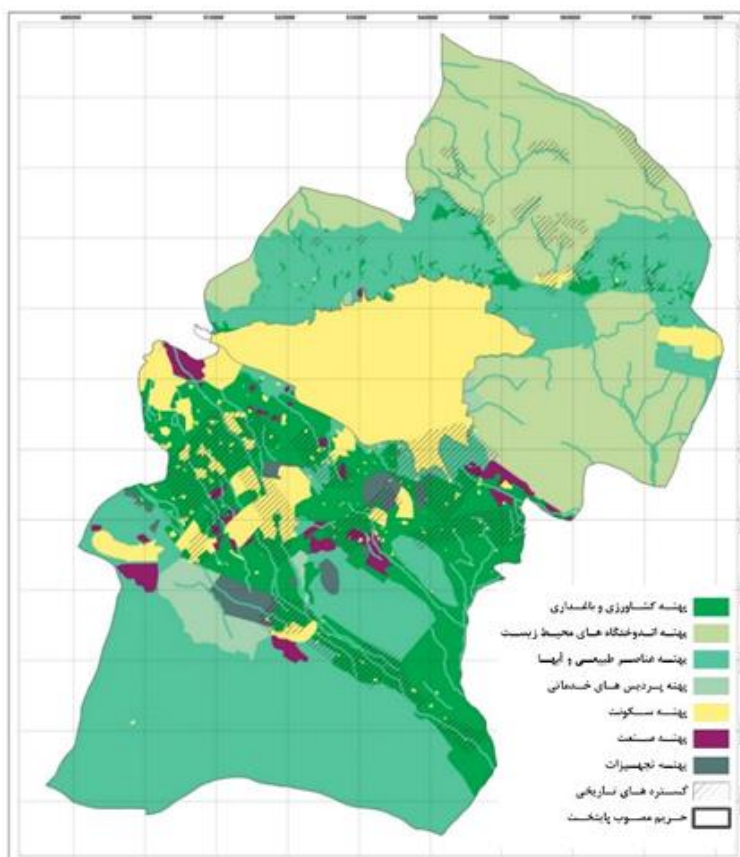 پهنه کشاورزی و باغداری
پهنه اندوختگاه های محیط زیست
پهنه عناصر طبیعی و آبها
پهنه پردیس های خدماتی
پهنه سکونت
پهنه صنعت
پهنه تجهیزات
گستره های تاریخی
حریم مصوب پایتخت